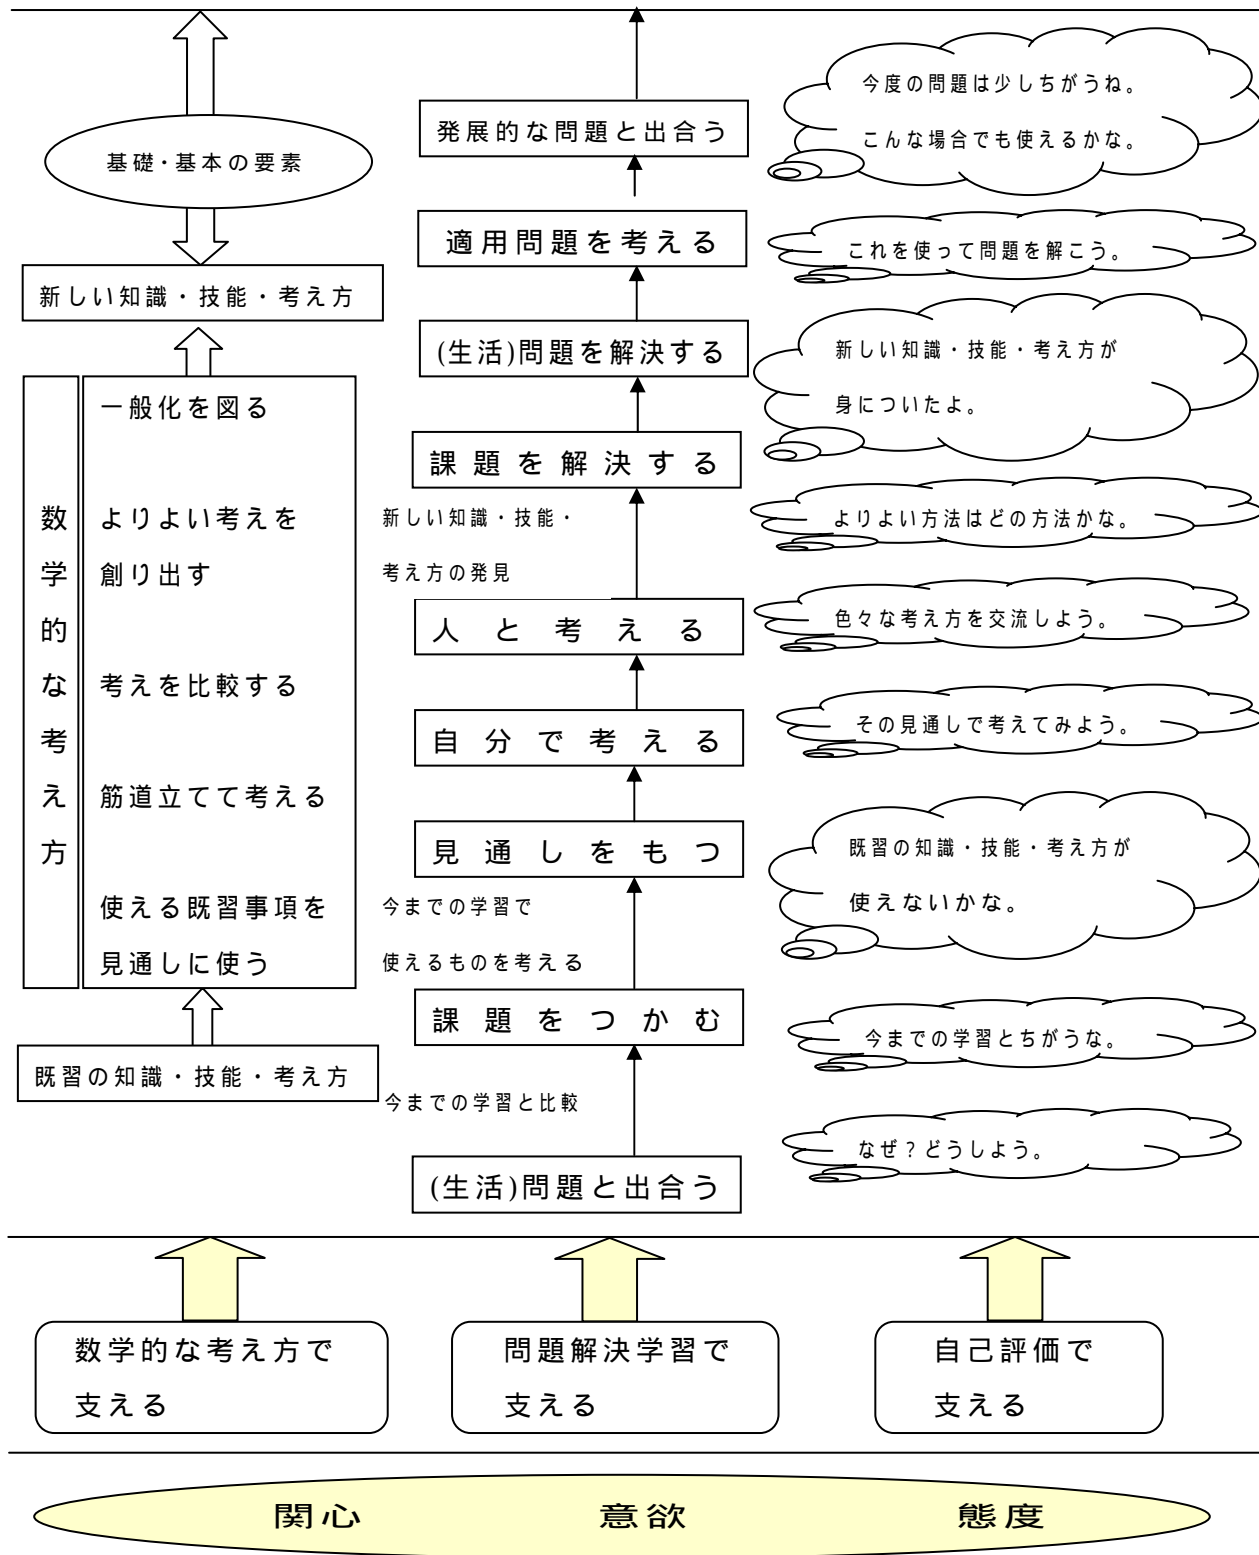 基礎・基本の要素
新しい知識・技能・考え方
数学的な考え方
一般化を図る
よりよい考えを
創り出す
考えを比較する
筋道立てて考える
使える既習事項を
見通しに使う
既習の知識・技能・考え方
発展的な問題と出合う
適用問題を考える
(生活)問題を解決する
課題を解決する
新しい知識・技能・
考え方の発見
人と考える
自分で考える
見通しをもつ
今までの学習で
使えるものを考える
課題をつかむ
今までの学習と比較
(生活)問題と出合う
今度の問題は少しちがうね。
こんな場合でも使えるかな。
これを使って問題を解こう。
新しい知識・技能・考え方が
身についたよ。
よりよい方法はどの方法かな。
色々な考え方を交流しよう。
その見通しで考えてみよう。
既習の知識・技能・考え方が
使えないかな。
今までの学習とちがうな。
なぜ?どうしよう。
数学的な考え方で
支える
問題解決学習で
支える
自己評価で
支える
関心 意欲 態度